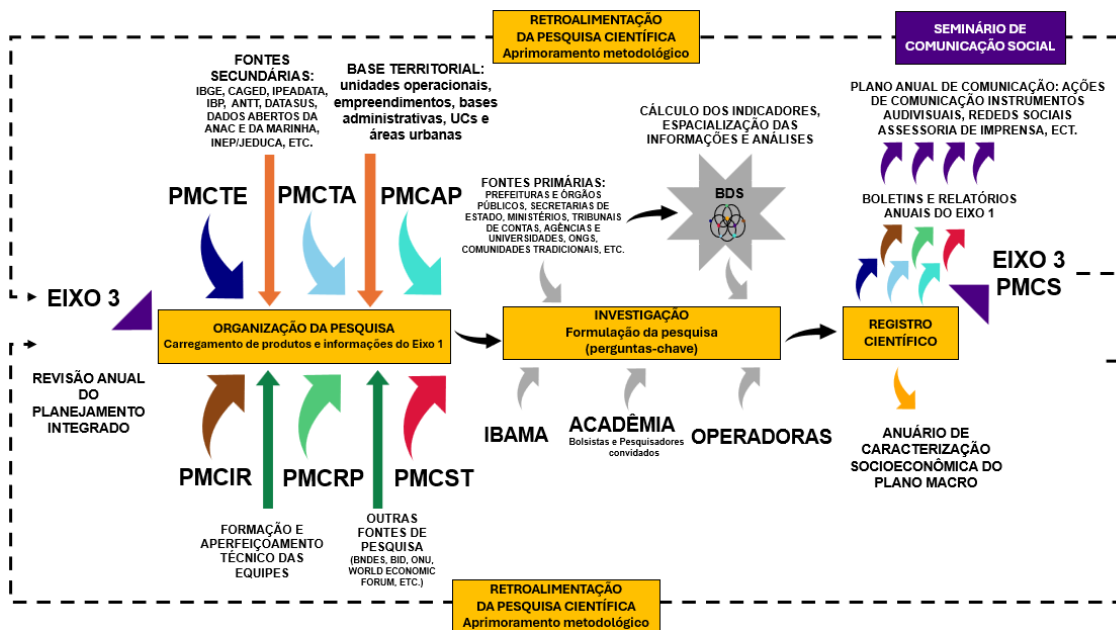 RETROALIMENTAÇÃO
DA PESQUISA CIENTÍFICA
Aprimoramento metodológico
SEMINÁRIO DE
COMUNICAÇÃO SOCIAL
FONTES
SECUNDÁRIAS:
IBGE, CAGED, IPEADATA,
IBP, ANTT, DATASUS,
DADOS ABERTOS DA
ANAC E DA MARINHA,
INEP/JEDUCA, ETC.
BASE TERRITORIAL:
unidades operacionais,
empreendimentos, bases
administrativas, UCs e
áreas urbanas
CÁLCULO DOS INDICADORES,
ESPACIALIZAÇÃO DAS
INFORMAÇÕES E ANÁLISES
PLANO ANUAL DE COMUNICAÇÃO: AÇÕES
DE COMUNICAÇÃO INSTRUMENTOS
AUDIVISUAIS, REDEDS SOCIAIS
ASSESSORIA DE IMPRENSA, ECT.
PMCTE
PMCTA
PMCAP
FONTES PRIMÁRIAS:
PREFEITURAS E ÓRGÃOS
PÚBLICOS, SECRETARIAS DE
ESTADO, MINISTÉRIOS, TRIBUNAIS
DE CONTAS, AGÊNCIAS E
UNIVERSIDADES, ONGS,
COMUNIDADES TRADICIONAIS, ETC.
BDS
BOLETINS E RELATÓRIOS
ANUAIS DO EIXO 1
EIXO 3
EIXO 3
PMCS
ORGANIZAÇÃO DA PESQUISA
Carregamento de produtos e informações do Eixo 1
INVESTIGAÇÃO
Formulação da pesquisa
(perguntas-chave)
REGISTRO
CIENTÍFICO
REVISÃO ANUAL
DO
PLANEJAMENTO
INTEGRADO
PMCIR
PMCRP
PMCST
IBAMA
ACADÊMIA
Bolsistas e Pesquisadores
convidados
OPERADORAS
ANUÁRIO DE
CARACTERIZAÇÃO
SOCIOECONÔMICA DO
PLANO MACRO
FORMAÇÃO E
APERFEIÇOAMENTO
TÉCNICO DAS
EQUIPES
OUTRAS
FONTES DE
PESQUISA
(BNDES, BID, ONU,
WORLD ECONOMIC
FORUM, ETC.)
RETROALIMENTAÇÃO
DA PESQUISA CIENTÍFICA
Aprimoramento metodológico